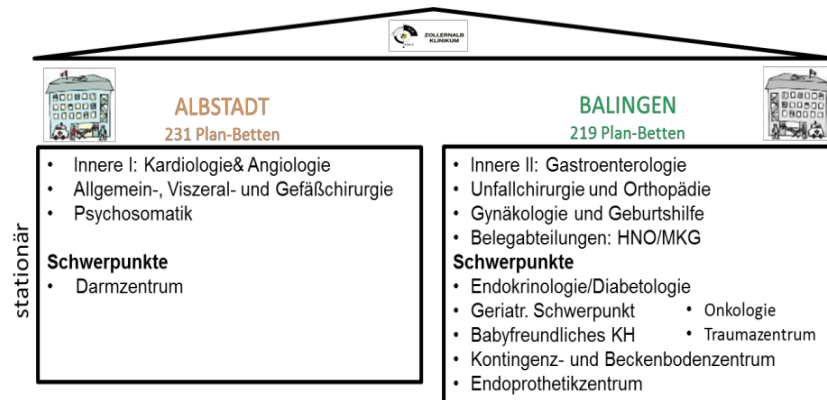 ZOLLERNALB
KLINIKUM
ALBSTADT
231 Plan-Betten
BALINGEN
219 Plan-Betten
stationär
• Innere I: Kardiologie& Angiologie
• Allgemein-, Viszeral- und Gefäßchirurgie
• Psychosomatik
Schwerpunkte
• Darmzentrum
• Innere II: Gastroenterologie
• Unfallchirurgie und Orthopädie
• Gynäkologie und Geburtshilfe
• Belegabteilungen: HNO/MKG
Schwerpunkte
• Endokrinologie/Diabetologie
• Geriatr. Schwerpunkt • Onkologie
• Babyfreundliches KH • Traumazentrum
• Kontingenz- und Beckenbodenzentrum
• Endoprothetikzentrum